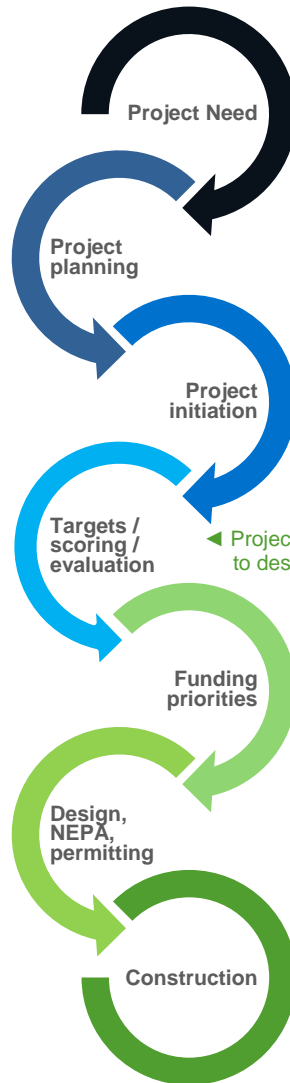 Project Need
Project
planning
Project
initiation
Targets /
scoring /
evaluation
◄ Projec
to des
Funding
priorities
Design,
NEPA,
permitting
Construction